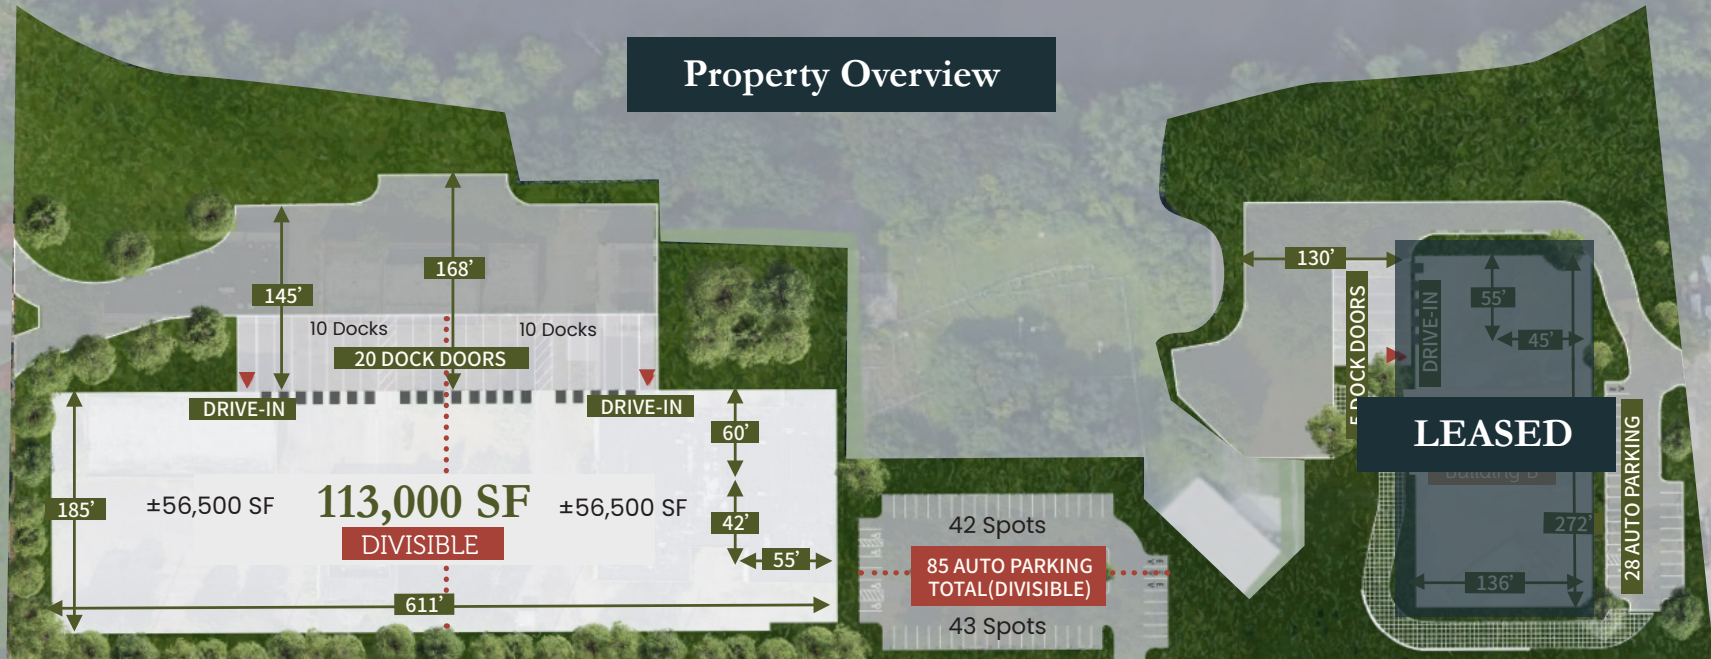 Property Overview
168’
145’
130’
10 Docks
10 Docks
20 DOCK DOORS
DRIVE-IN
DRIVE-IN
5 DOCK DOORS
DRIVE-IN
55’
45’
LEASED
Building B
60’
42’
55’
185’
±56,500 SF
113,000 SF
±56,500 SF
DIVISIBLE
611’
42 Spots
85 AUTO PARKING
TOTAL(DIVISIBLE)
43 Spots
272’
136’
28 AUTO PARKING